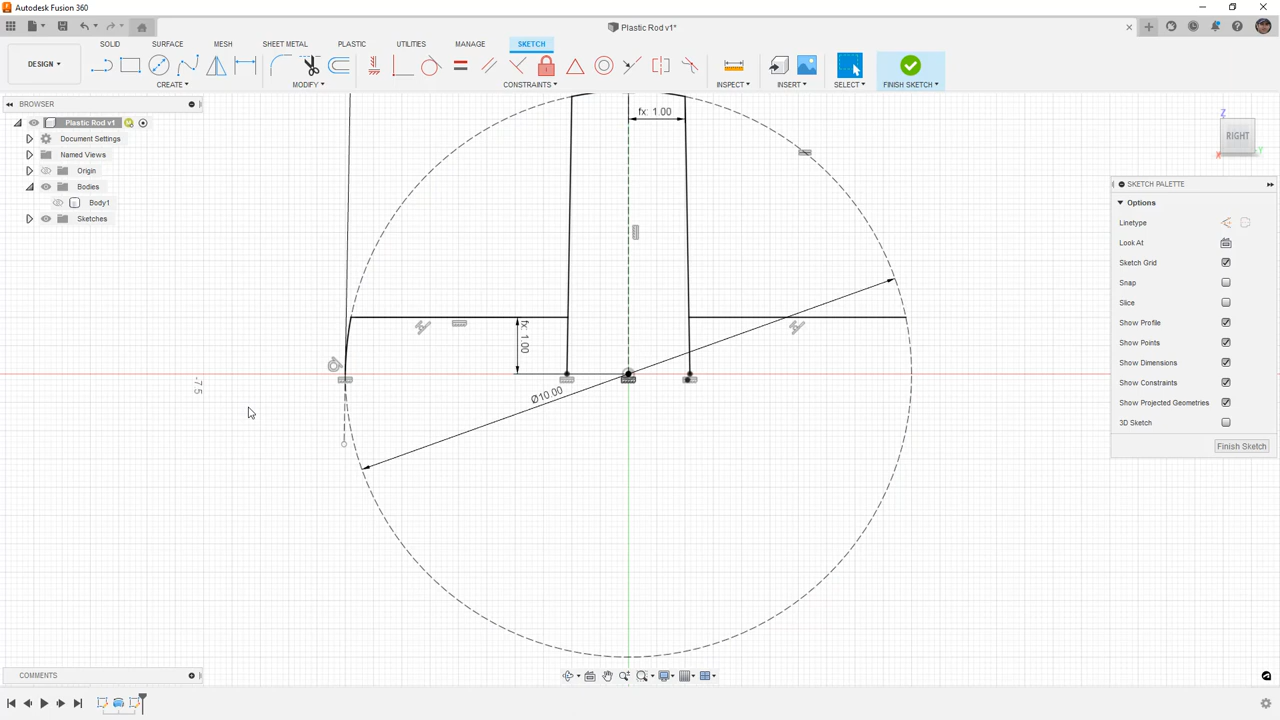 Autodesk Fusion 360
Plastic Rod v1*
DESIGN
SOLID SURFACE MESH SHEET METAL PLASTIC UTILITIES MANAGE SKETCH
CREATE MODIFY CONSTRAINTS INSPECT INSERT SELECT FINISH SKETCH
BROWSER
Plastic Rod v1
Document Settings
Named Views
Origin
Bodies
Body1
Sketches
fx: 1.00
fx: 1.00
Ø10.00
-7.5
Z
RIGHT
X
Y
SKETCH PALETTE
Options
Linetype
Look At
Sketch Grid
Snap
Slice
Show Profile
Show Points
Show Dimensions
Show Constraints
Show Projected Geometries
3D Sketch
Finish Sketch
COMMENTS